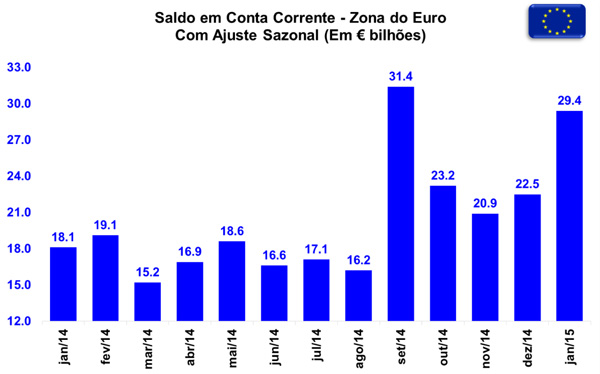 Saldo em Conta Corrente - Zona do Euro
Com Ajuste Sazonal (Em € bilhões)
33.0
30.0
27.0
24.0
21.0
18.0
15.0
12.0
18.1
19.1
15.2
16.9
18.6
16.6
17.1
16.2
31.4
23.2
20.9
22.5
29.4
jan/14
fev/14
mar/14
abr/14
mai/14
jun/14
jul/14
ago/14
set/14
out/14
nov/14
dez/14
jan/15